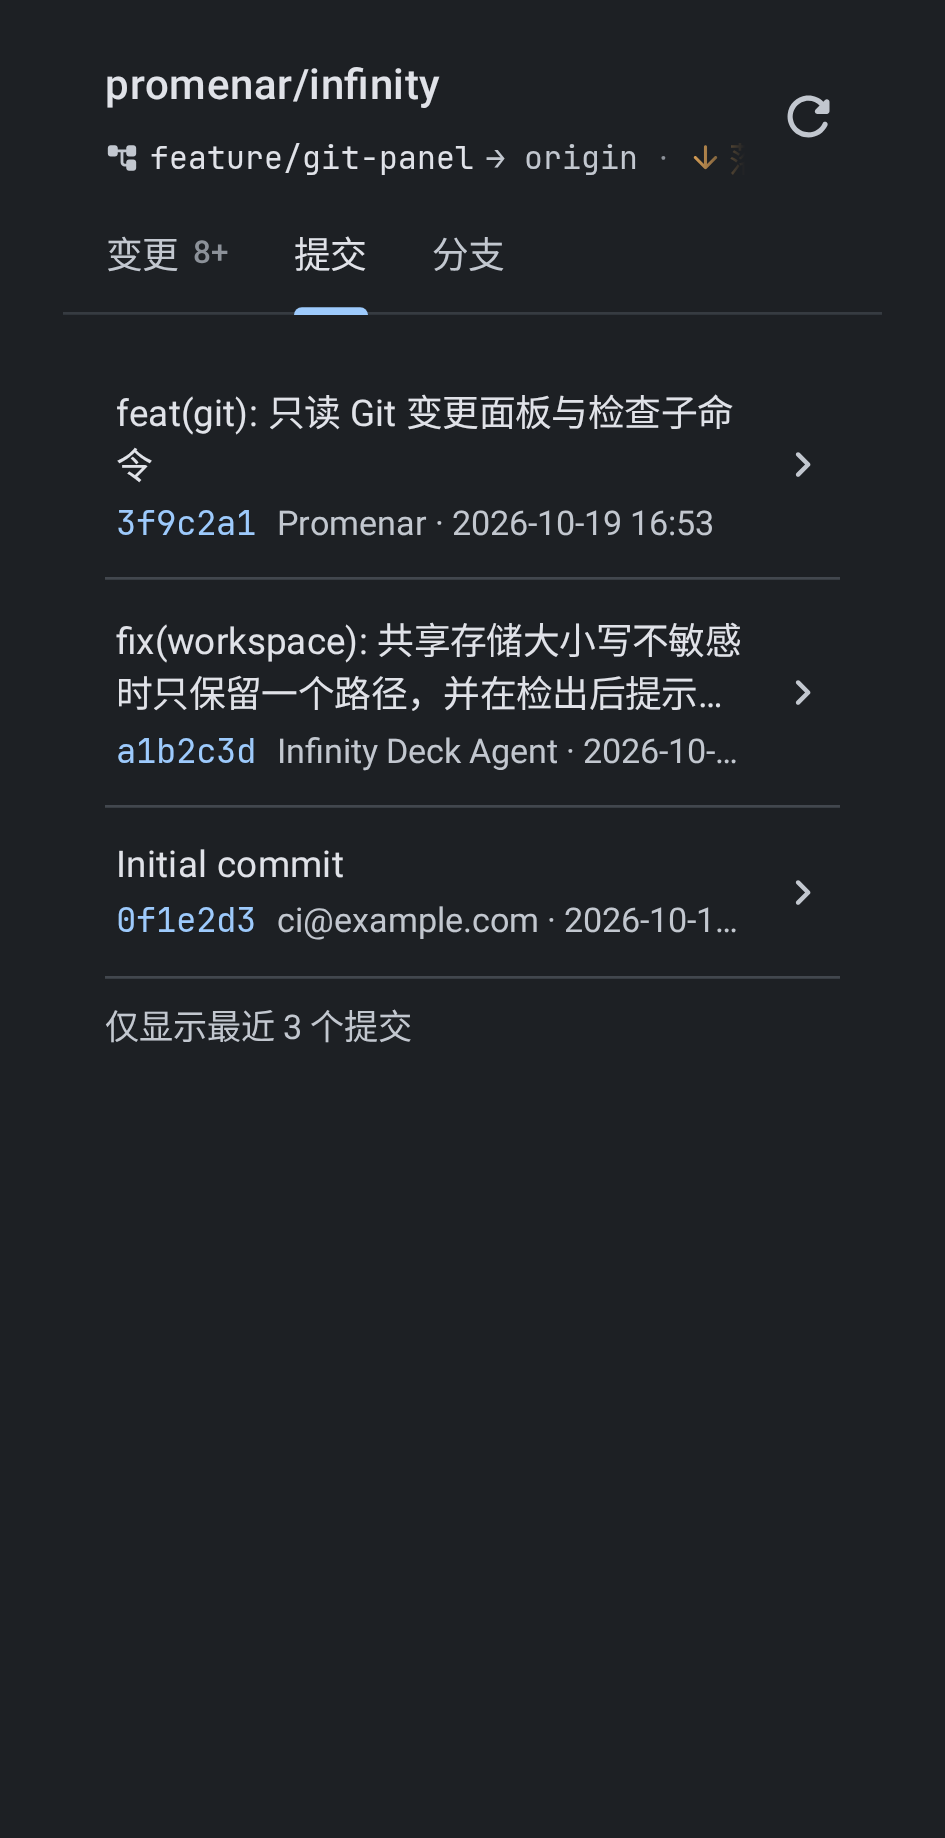 promenar/infinity
feature/git-panel → origin · ↓
变更 8+ 提交 分支
feat(git): 只读 Git 变更面板与检查子命
令
3f9c2a1 Promenar · 2026-10-19 16:53
fix(workspace): 共享存储大小写不敏感
时只保留一个路径，并在检出后提示…
a1b2c3d Infinity Deck Agent · 2026-10-…
Initial commit
0f1e2d3 ci@example.com · 2026-10-1…
仅显示最近 3 个提交